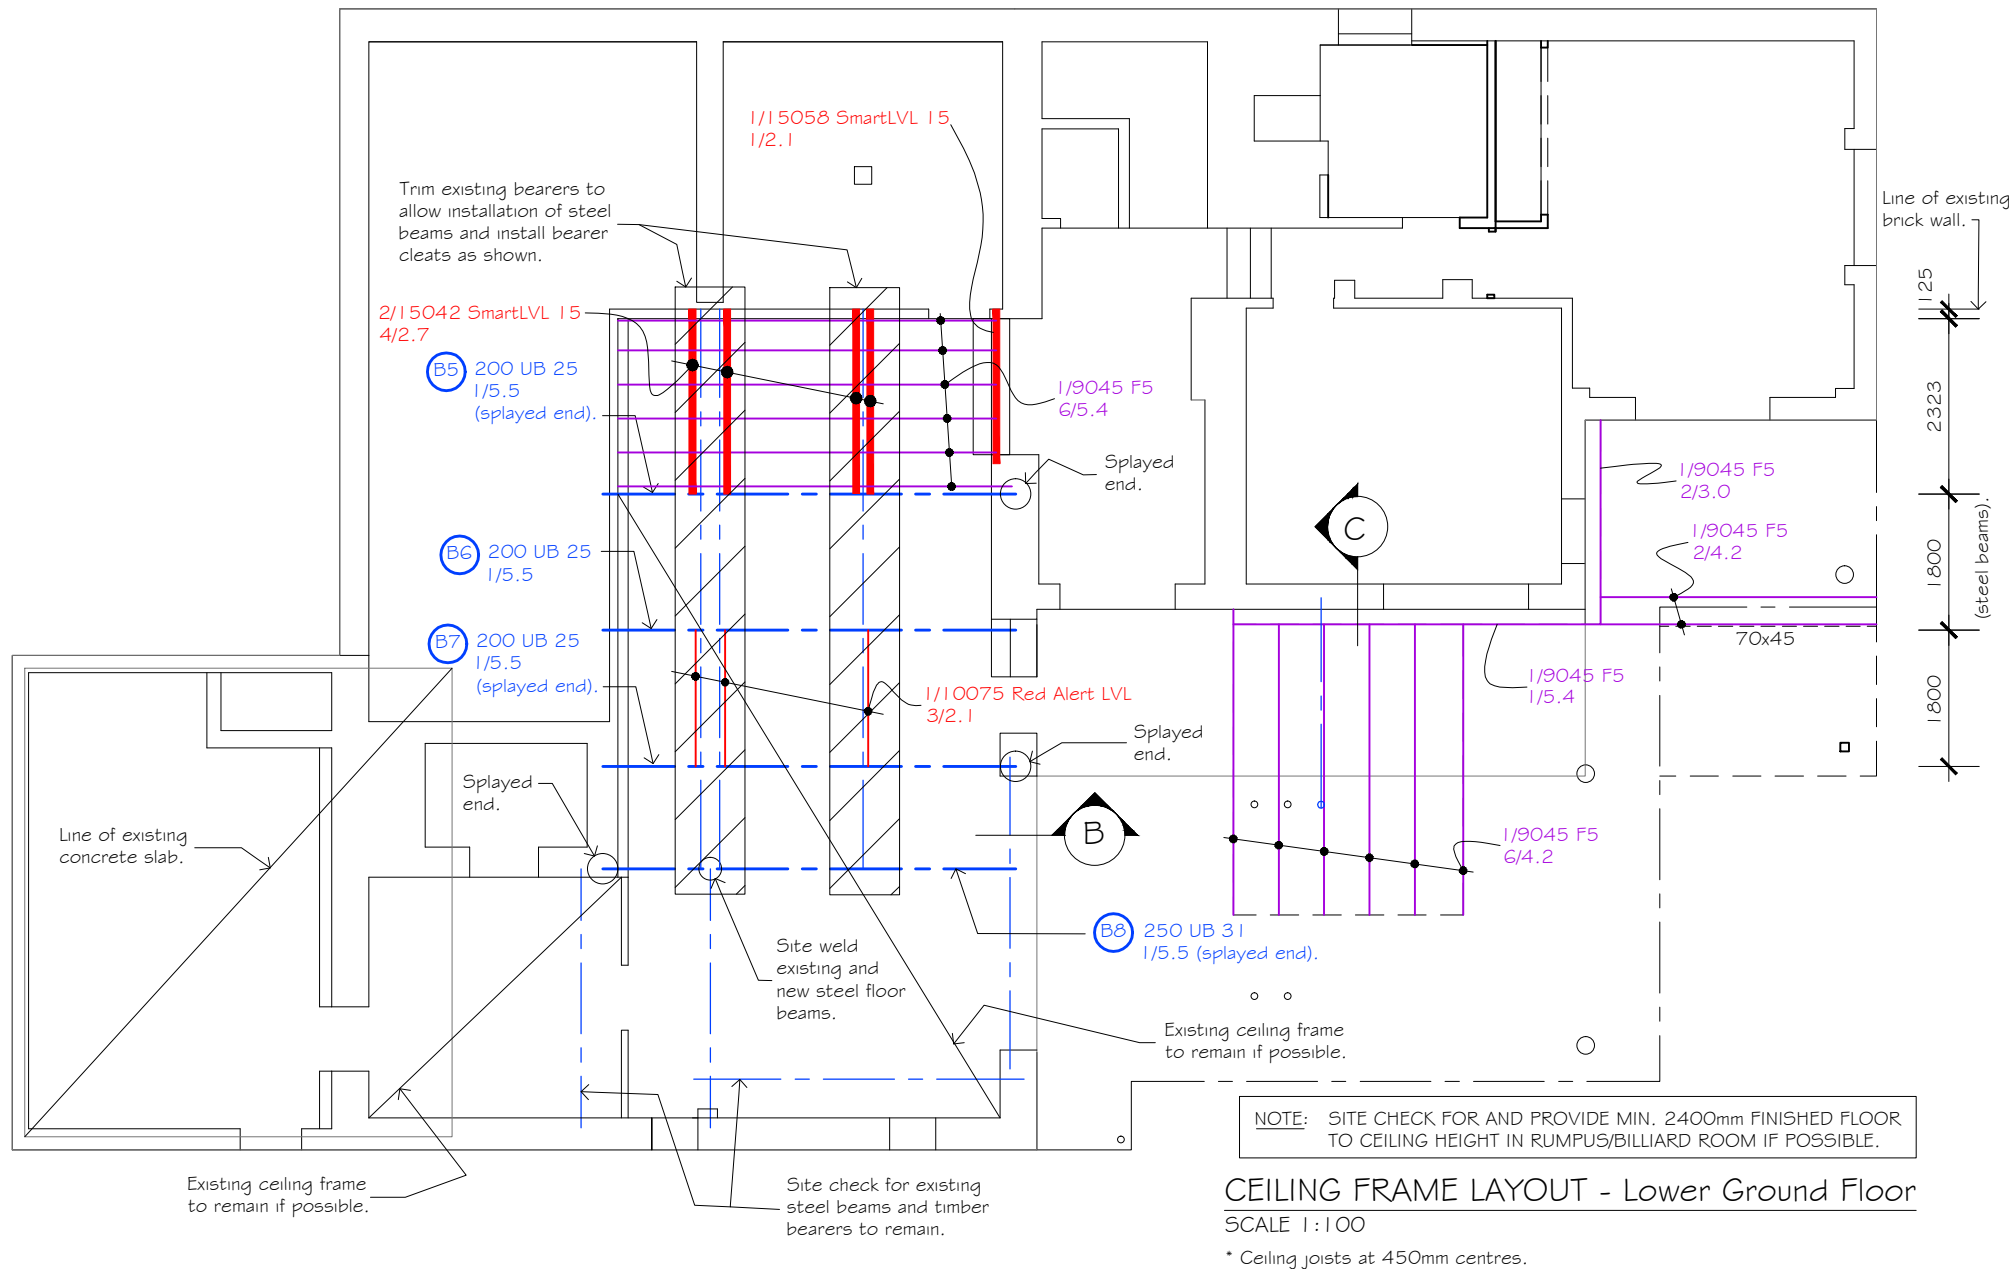 1/15058 SmartLVL 15
1/2.1
Trim existing bearers to
allow installation of steel
beams and install bearer
cleats as shown.
Line of existing
brick wall.
125
2/15042 SmartLVL 15
4/2.7
B5
200 UB 25
1/5.5
(splayed end).
1/9045 F5
6/5.4
2323
Splayed
end.
1/9045 F5
2/3.0
C
1/9045 F5
2/4.2
B6
200 UB 25
1/5.5
1800
(steel beams).
B7
200 UB 25
1/5.5
(splayed end).
70x45
1/9045 F5
1/5.4
1/10075 Red Alert LVL
3/2.1
1800
Splayed
end.
Splayed
end.
Line of existing
concrete slab.
B
1/9045 F5
6/4.2
B8
250 UB 31
1/5.5 (splayed end).
Site weld
existing and
new steel floor
beams.
Existing ceiling frame
to remain if possible.
NOTE: SITE CHECK FOR AND PROVIDE MIN. 2400mm FINISHED FLOOR
TO CEILING HEIGHT IN RUMPUS/BILLIARD ROOM IF POSSIBLE.
Existing ceiling frame
to remain if possible.
Site check for existing
steel beams and timber
bearers to remain.
CEILING FRAME LAYOUT - Lower Ground Floor
SCALE 1:100
* Ceiling joists at 450mm centres.